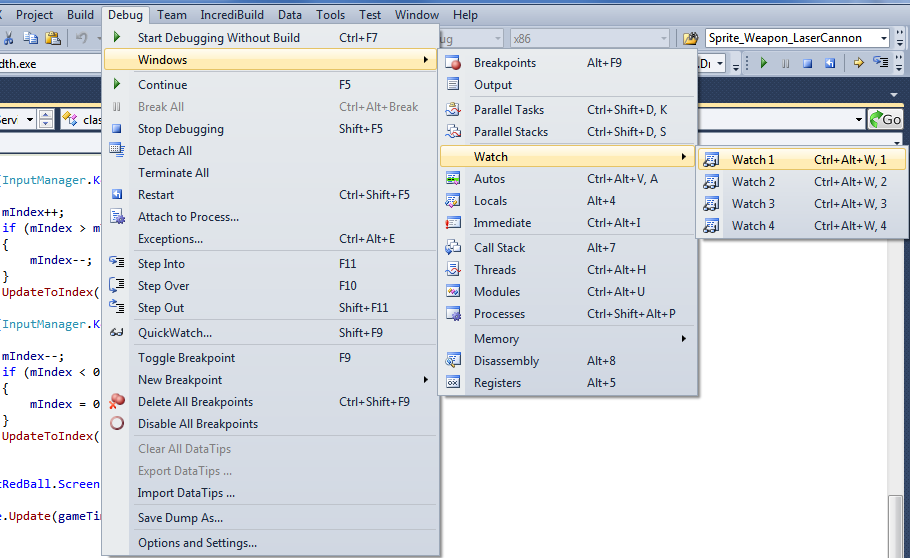 Project Build Debug Team IncrediBuild Data Tools Test Window Help
Start Debugging Without Build Ctrl+F7
x86
Sprite_Weapon_LaserCannon
dth.exe
Windows
Continue F5
Break All Ctrl+Alt+Break
Stop Debugging Shift+F5
Detach All
Terminate All
Restart Ctrl+Shift+F5
Attach to Process...
Exceptions... Ctrl+Alt+E
Step Into F11
Step Over F10
Step Out Shift+F11
QuickWatch... Shift+F9
Toggle Breakpoint F9
New Breakpoint
Delete All Breakpoints Ctrl+Shift+F9
Disable All Breakpoints
Clear All DataTips
Export DataTips ...
Import DataTips ...
Save Dump As...
Options and Settings...
Breakpoints Alt+F9
Output
Parallel Tasks Ctrl+Shift+D, K
Parallel Stacks Ctrl+Shift+D, S
Watch
Autos Ctrl+Alt+V, A
Locals Alt+4
Immediate Ctrl+Alt+I
Call Stack Alt+7
Threads Ctrl+Alt+H
Modules Ctrl+Alt+U
Processes Ctrl+Shift+Alt+P
Memory
Disassembly Alt+8
Registers Alt+5
Watch 1 Ctrl+Alt+W, 1
Watch 2 Ctrl+Alt+W, 2
Watch 3 Ctrl+Alt+W, 3
Watch 4 Ctrl+Alt+W, 4
Go
Serv
clas
[InputManager.K
mIndex++;
if (mIndex > m
{
mIndex--;
}
UpdateToIndex(
[InputManager.K
mIndex--;
if (mIndex < 0
{
mIndex = 0
}
UpdateToIndex(
tRedBall.Screen
e.Update(gameTim